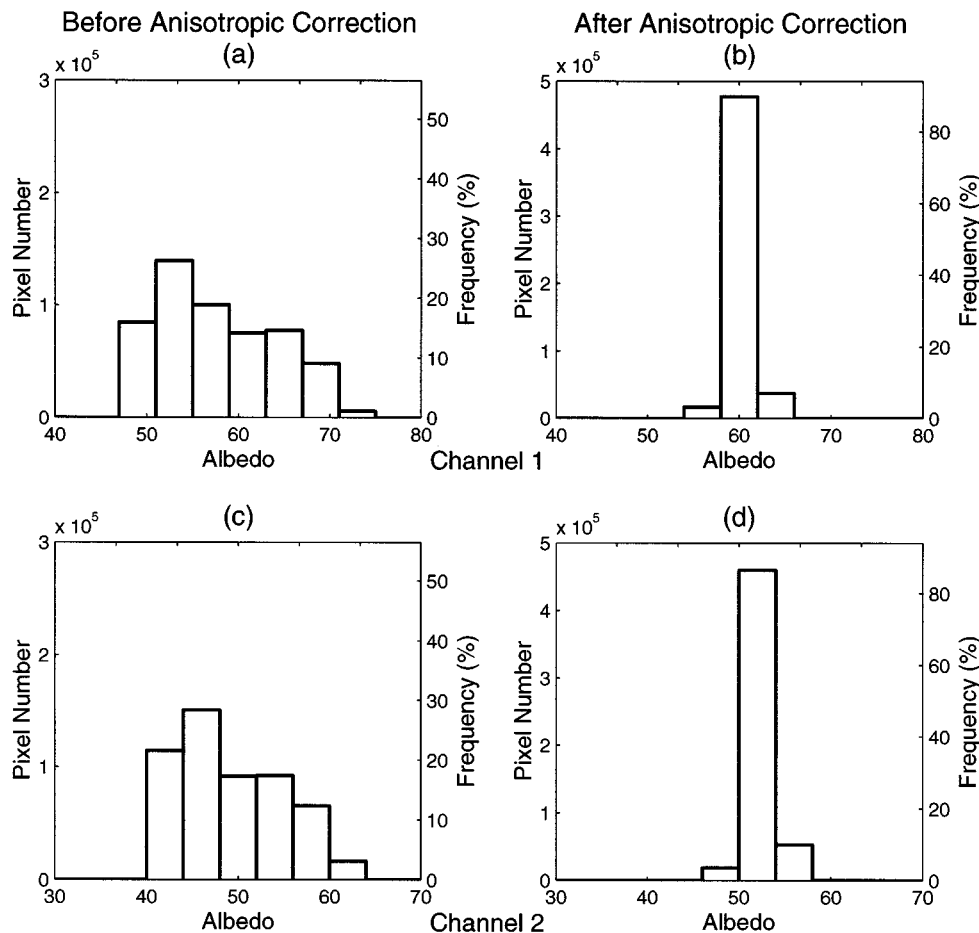 Before Anisotropic Correction
After Anisotropic Correction
(a)
(b)
x 10^5
3
2
1
0
Pixel Number
50
40
30
20
10
0
Frequency (%)
40 50 60 70 80
Albedo
x 10^5
5
4
3
2
1
0
Pixel Number
80
60
40
20
0
Frequency (%)
40 50 60 70 80
Albedo
Channel 1
(c)
(d)
x 10^5
3
2
1
0
Pixel Number
50
40
30
20
10
0
Frequency (%)
30 40 50 60 70
Albedo
x 10^5
5
4
3
2
1
0
Pixel Number
80
60
40
20
0
Frequency (%)
30 40 50 60 70
Albedo
Channel 2